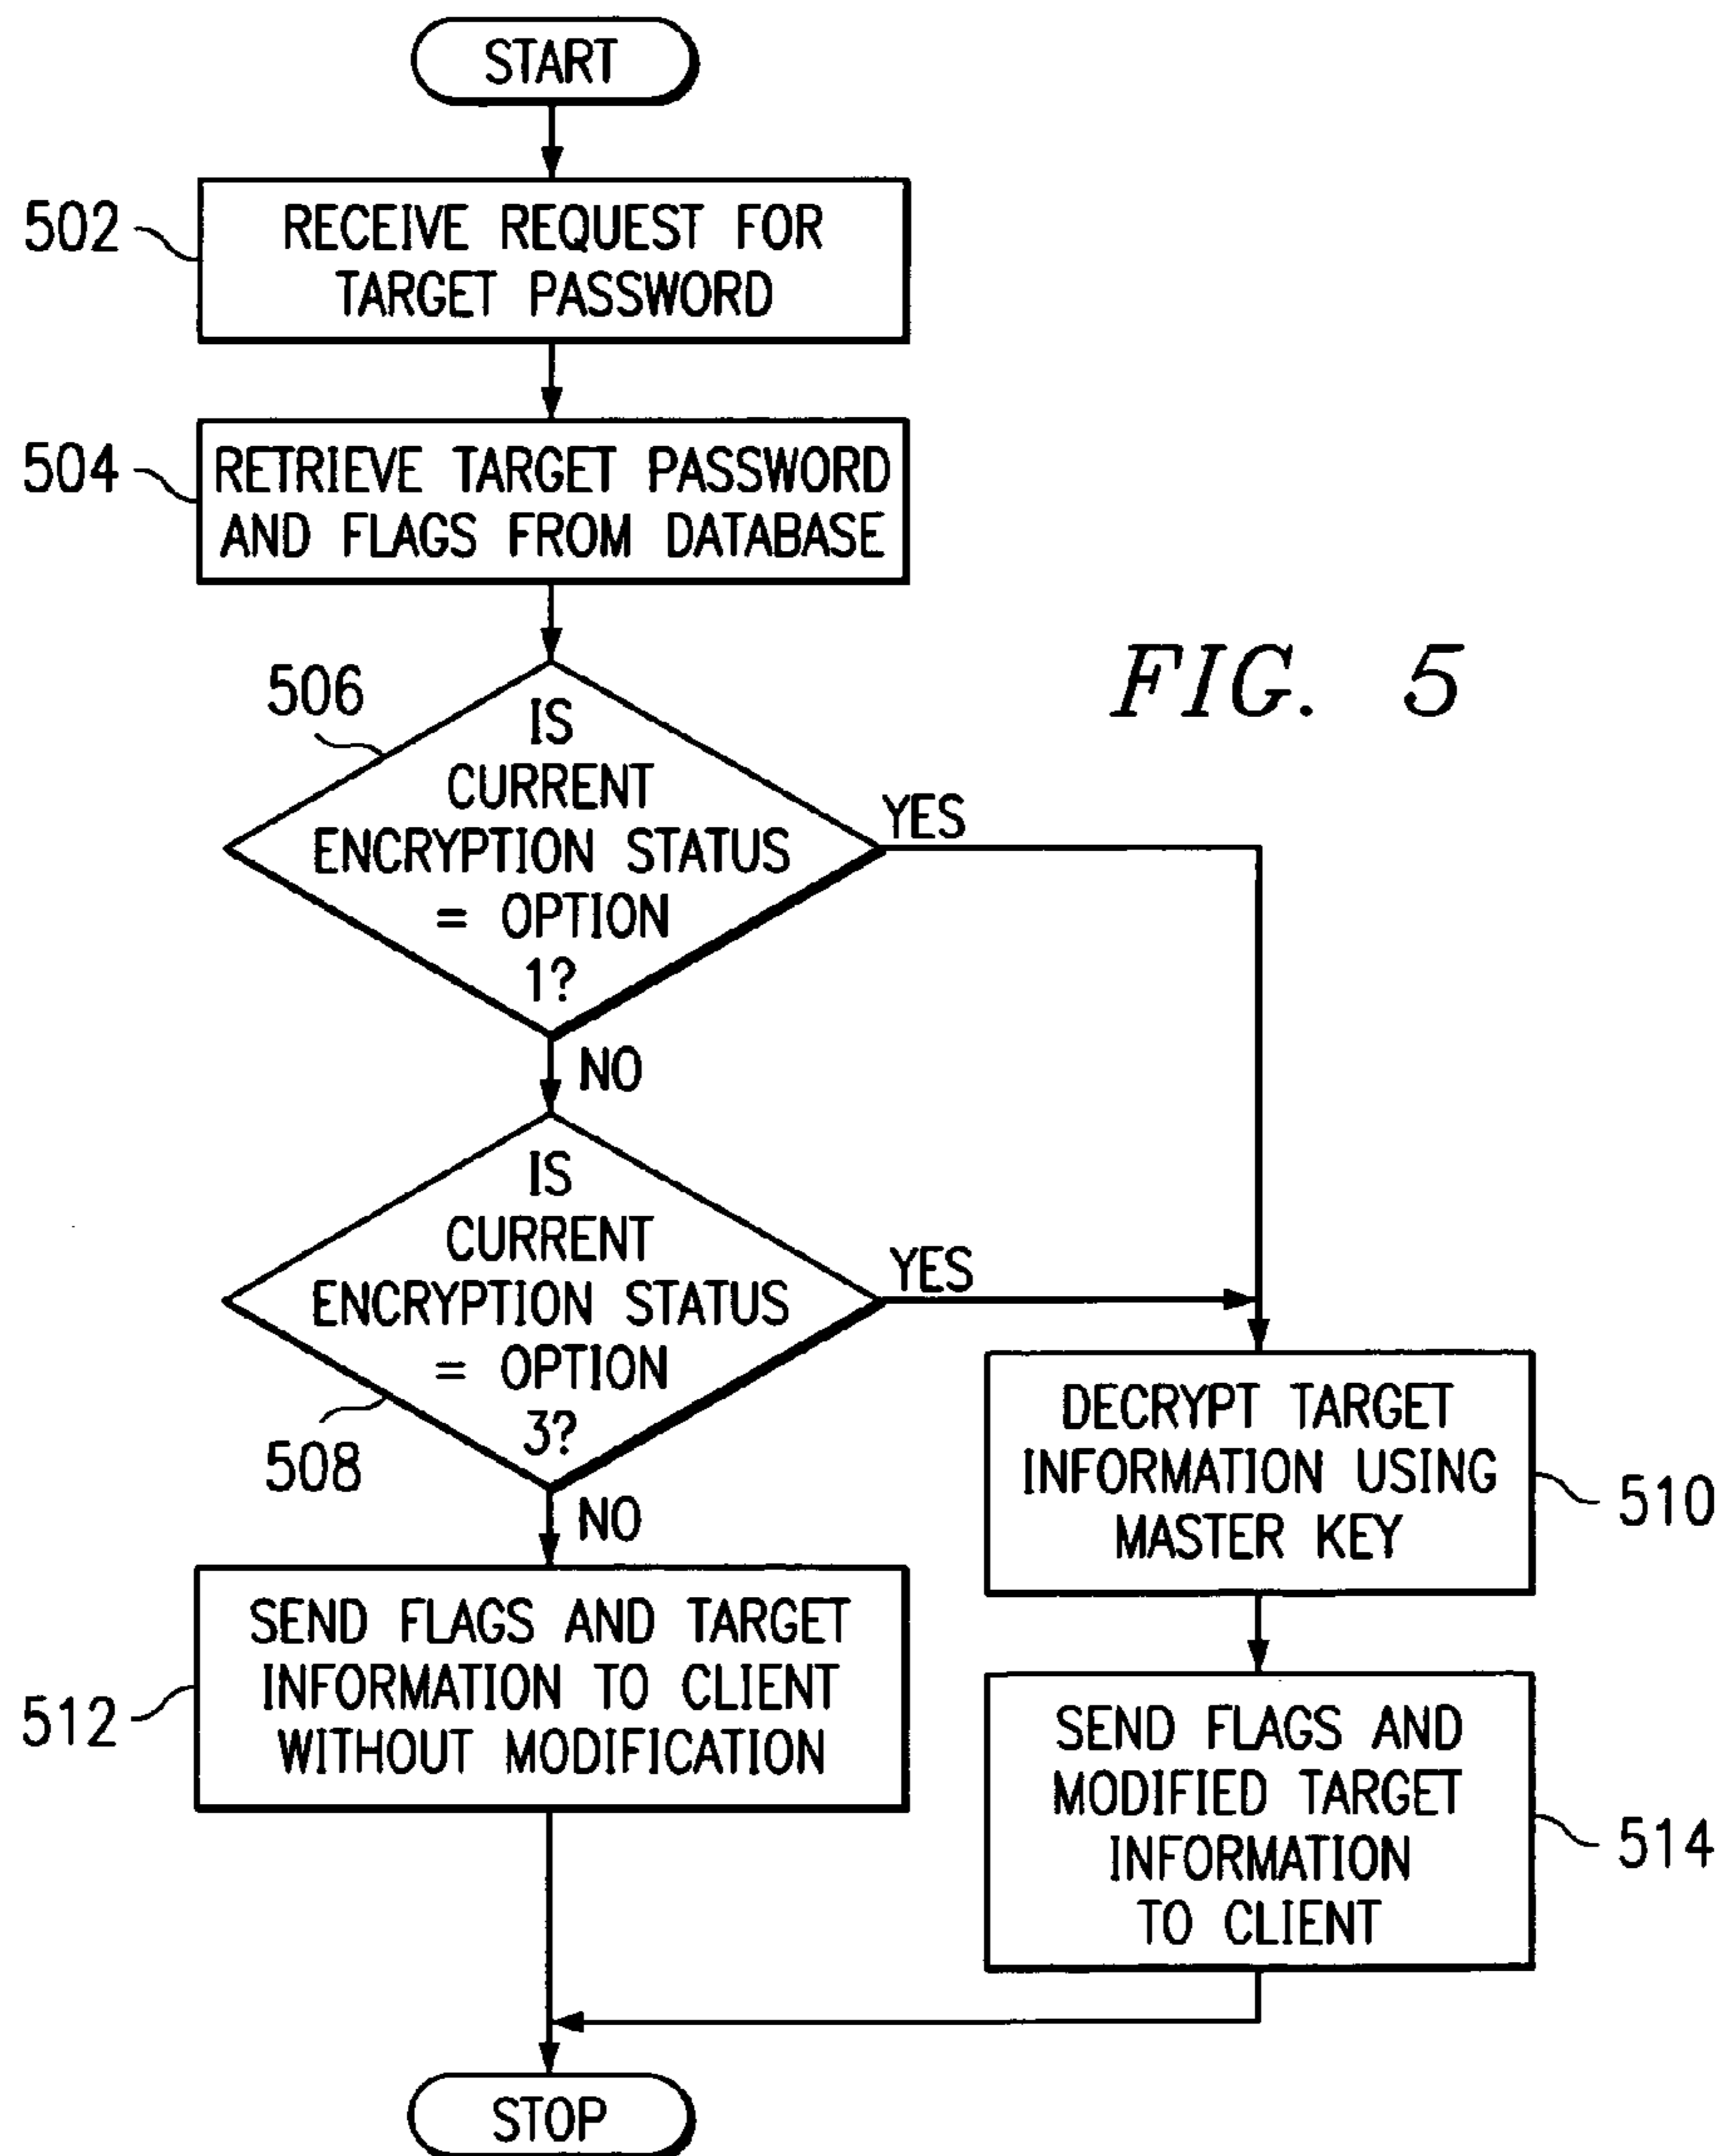 START
502
RECEIVE REQUEST FOR
TARGET PASSWORD
504
RETRIEVE TARGET PASSWORD
AND FLAGS FROM DATABASE
FIG. 5
506
IS
CURRENT
ENCRYPTION STATUS
= OPTION
1?
YES
NO
IS
CURRENT
ENCRYPTION STATUS
= OPTION
3?
YES
508
NO
DECRYPT TARGET
INFORMATION USING
MASTER KEY
510
512
SEND FLAGS AND TARGET
INFORMATION TO CLIENT
WITHOUT MODIFICATION
SEND FLAGS AND
MODIFIED TARGET
INFORMATION
TO CLIENT
514
STOP